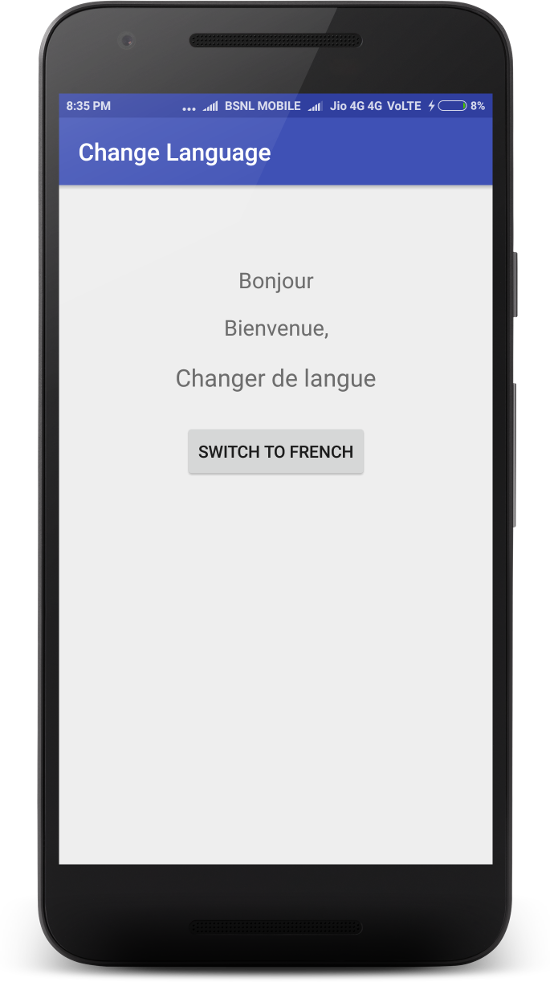 8:35 PM ... BSNL MOBILE Jio 4G 4G VoLTE 8%
Change Language
Bonjour
Bienvenue,
Changer de langue
SWITCH TO FRENCH